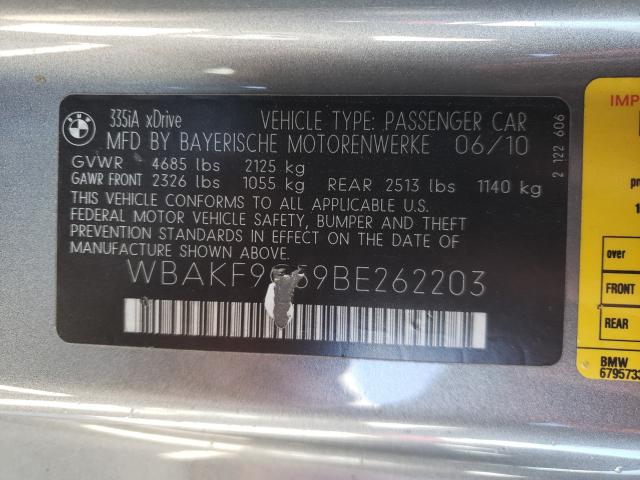 BMW
335iA xDrive VEHICLE TYPE: PASSENGER CAR
MFD BY BAYERISCHE MOTORENWERKE 06/10
GVWR 4685 lbs 2125 kg
GAWR FRONT 2326 lbs 1055 kg REAR 2513 lbs 1140 kg
THIS VEHICLE CONFORMS TO ALL APPLICABLE U.S.
FEDERAL MOTOR VEHICLE SAFETY, BUMPER AND THEFT
PREVENTION STANDARDS IN EFFECT ON THE DATE OF
MANUFACTURE SHOWN ABOVE.
2 122 606
over
FRONT
REAR
BMW